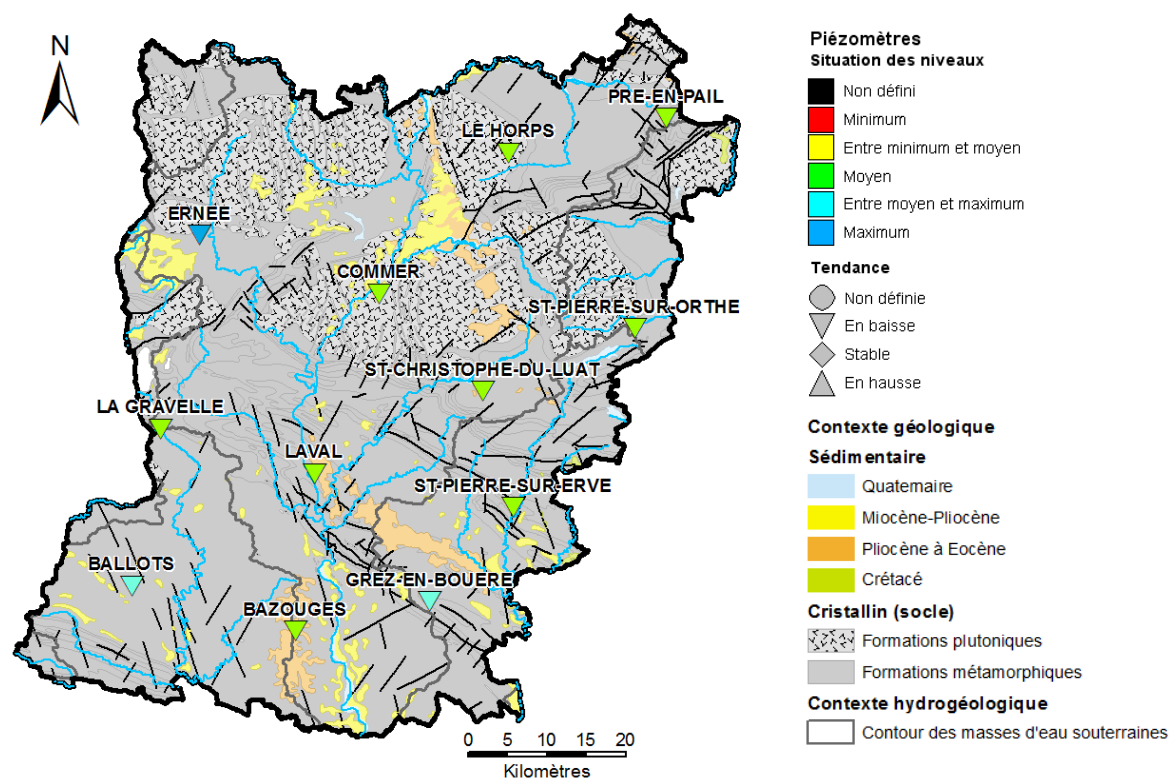 N
PRE-EN-PAIL
LE HORPS
ERNEE
COMMER
ST-PIERRE-SUR-ORTHE
ST-CHRISTOPHE-DU-LUAT
LA GRAVELLE
LAVAL
ST-PIERRE-SUR-ERVE
BALLOTS
GREZ-EN-BOUERE
BAZOUGES
0 5 10 15 20
Kilomètres
Piézomètres
Situation des niveaux
Non défini
Minimum
Entre minimum et moyen
Moyen
Entre moyen et maximum
Maximum
Tendance
Non définie
En baisse
Stable
En hausse
Contexte géologique
Sédimentaire
Quaternaire
Miocène-Pliocène
Pliocène à Eocène
Crétacé
Cristallin (socle)
Formations plutoniques
Formations métamorphiques
Contexte hydrogéologique
Contour des masses d'eau souterraines